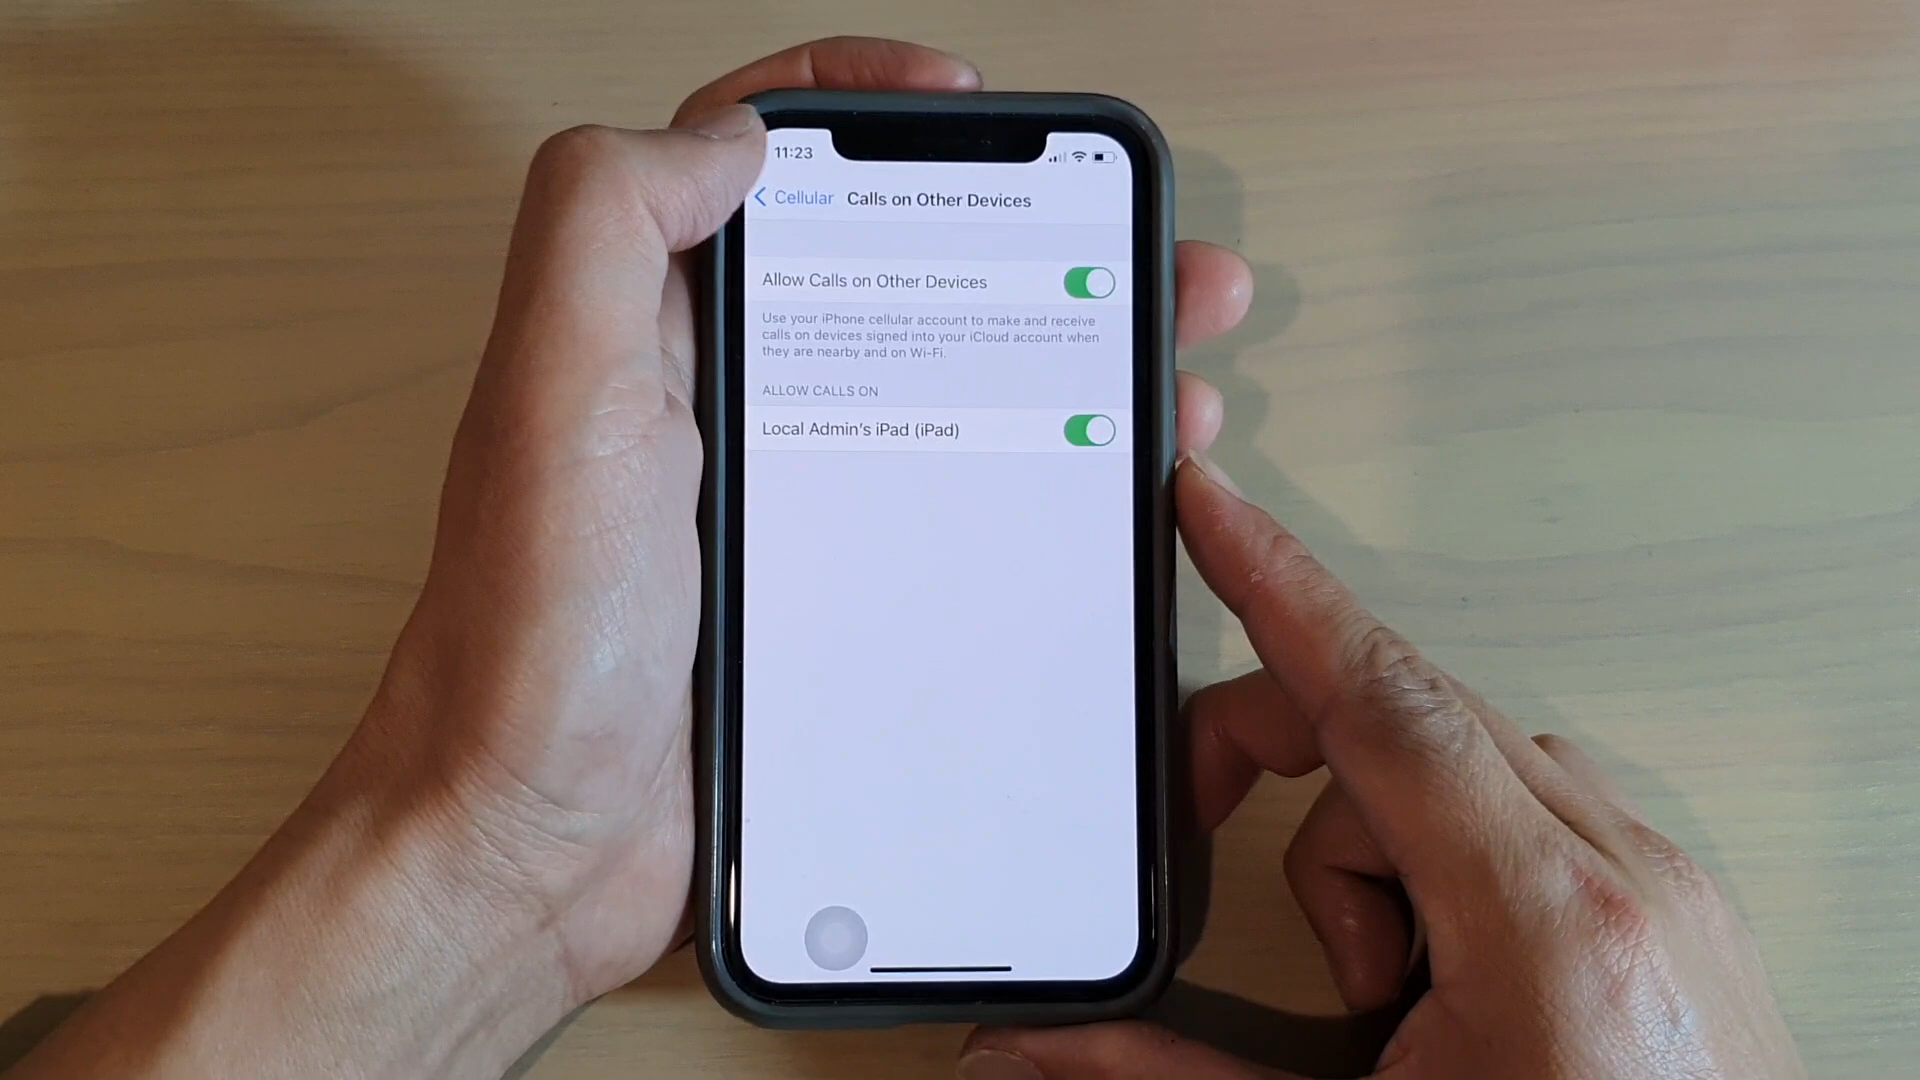 11:23
Cellular Calls on Other Devices
Allow Calls on Other Devices
Use your iPhone cellular account to make and receive
calls on devices signed into your iCloud account when
they are nearby and on Wi-Fi.
ALLOW CALLS ON
Local Admin's iPad (iPad)